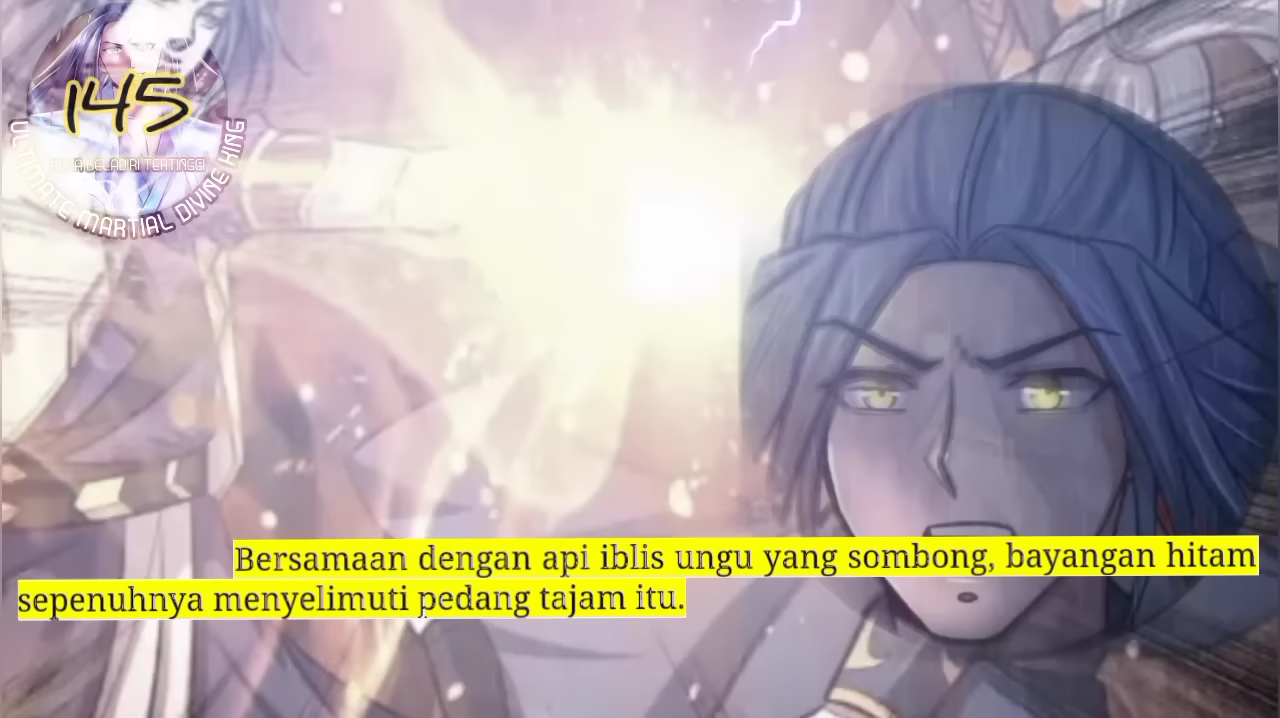 145
BELADIRI TERTINGGI
ULTIMATE MARTIAL DIVINE KING
Bersamaan dengan api iblis ungu yang sombong, bayangan hitam
sepenuhnya menyelimuti pedang tajam itu.